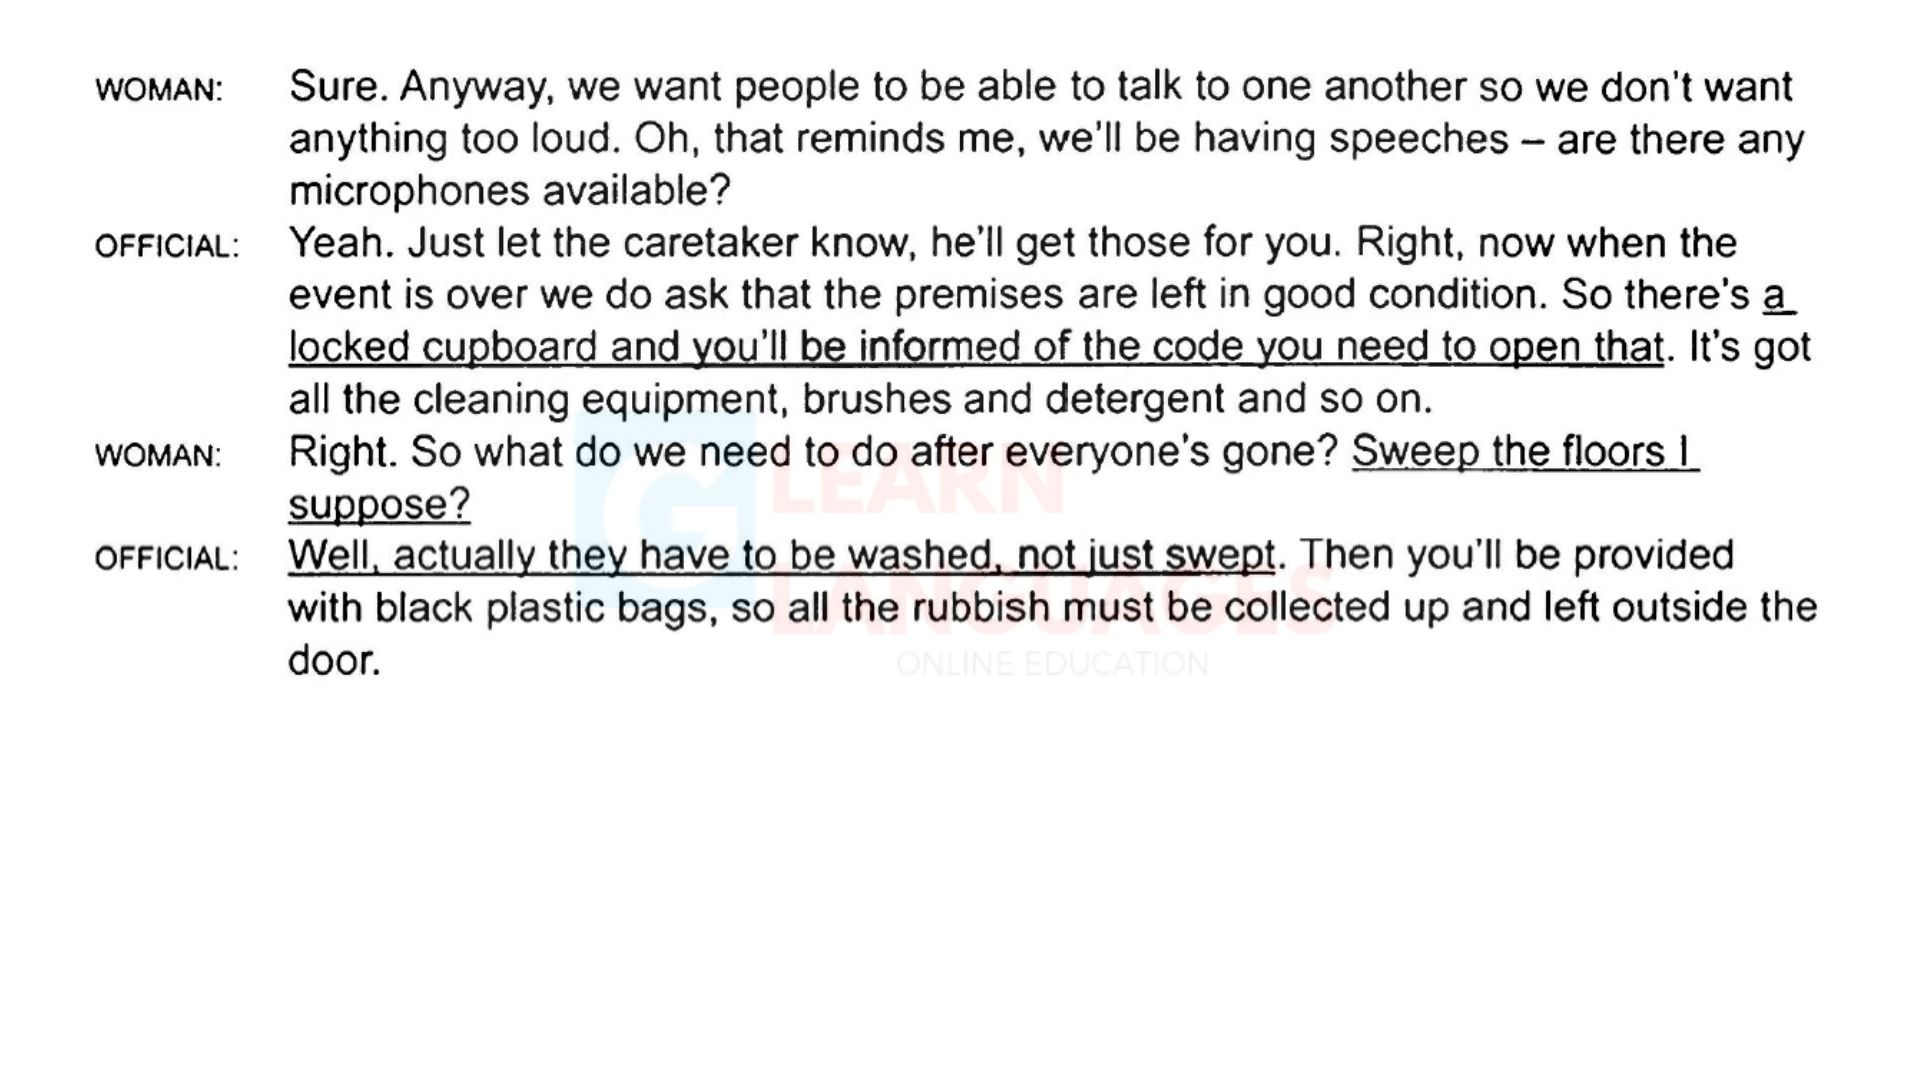 WOMAN: Sure. Anyway, we want people to be able to talk to one another so we don't want
anything too loud. Oh, that reminds me, we'll be having speeches – are there any
microphones available?
OFFICIAL: Yeah. Just let the caretaker know, he'll get those for you. Right, now when the
event is over we do ask that the premises are left in good condition. So there's a
locked cupboard and you'll be informed of the code you need to open that. It's got
all the cleaning equipment, brushes and detergent and so on.
WOMAN: Right. So what do we need to do after everyone's gone? Sweep the floors I
suppose?
OFFICIAL: Well, actually they have to be washed, not just swept. Then you'll be provided
with black plastic bags, so all the rubbish must be collected up and left outside the
door.
G LEARN
LANGUAGES
ONLINE EDUCATION